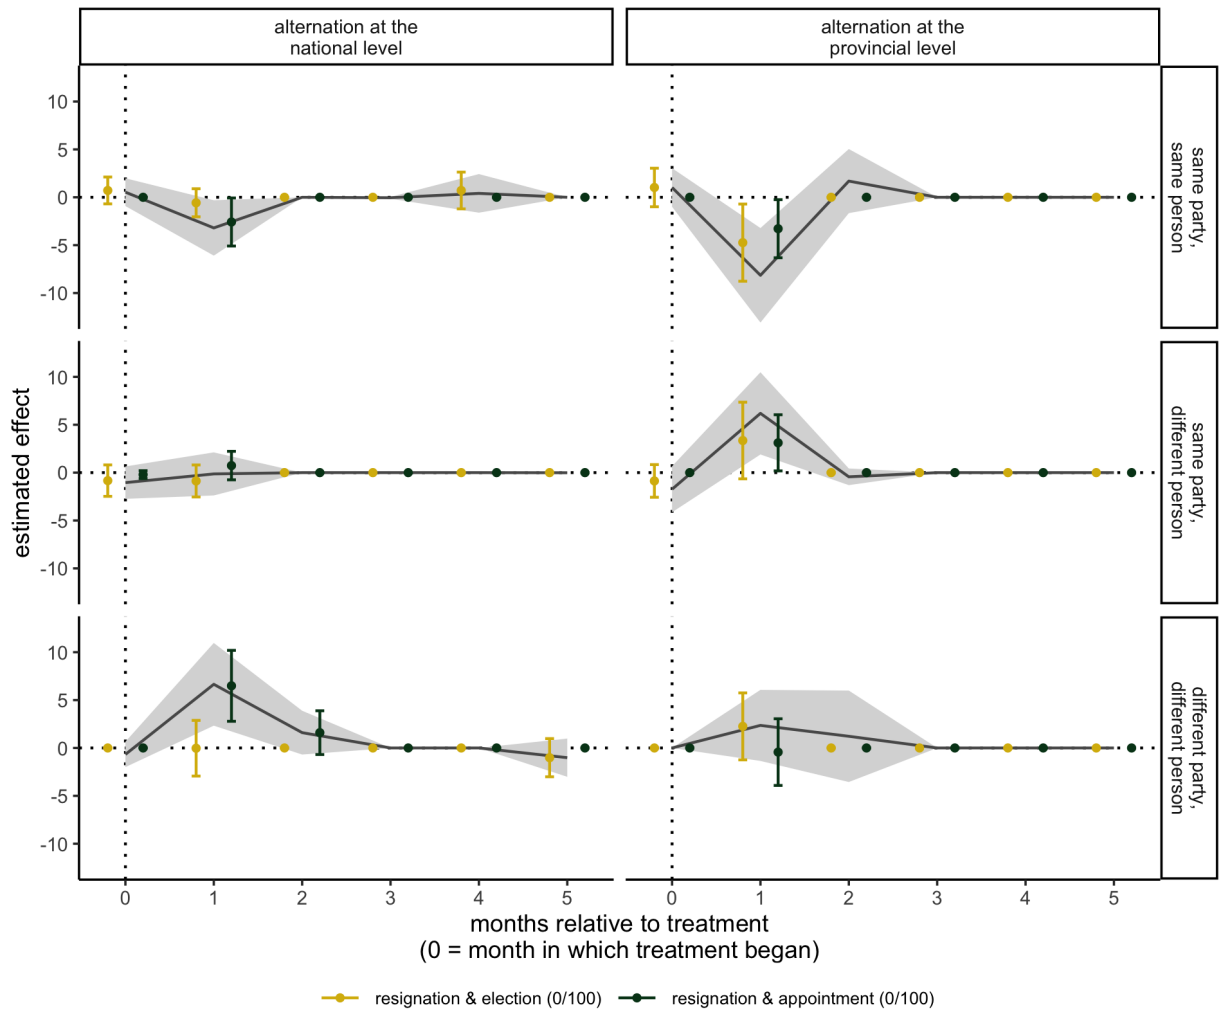 alternation at the
national level
alternation at the
provincial level
estimated effect
10
5
0
-5
-10
same party,
same person
10
5
0
-5
-10
same party,
different person
10
5
0
-5
-10
different party,
different person
0 1 2 3 4 5
0 1 2 3 4 5
months relative to treatment
(0 = month in which treatment began)
resignation & election (0/100) resignation & appointment (0/100)